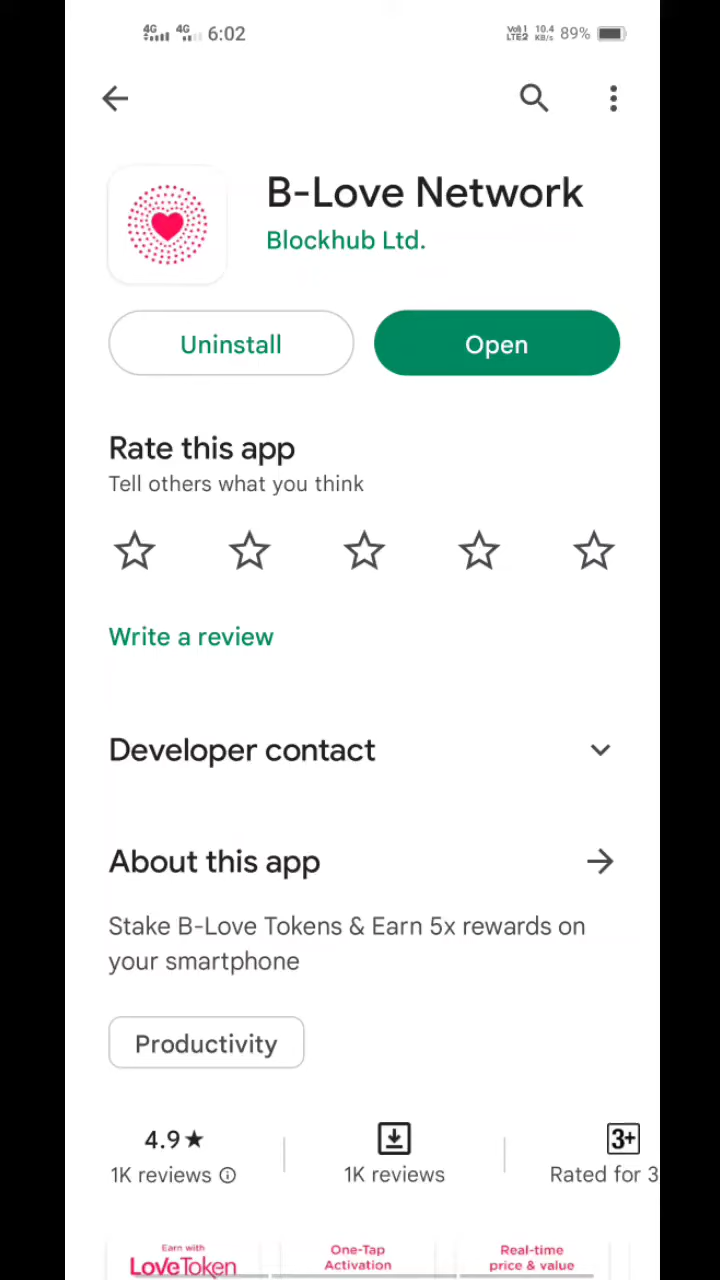 4G 4G 6:02
Vo)) 1 LTE2 10.4 KB/s 89%
B-Love Network
Blockhub Ltd.
Uninstall
Open
Rate this app
Tell others what you think
Write a review
Developer contact
About this app
Stake B-Love Tokens & Earn 5x rewards on
your smartphone
Productivity
4.9★
1K reviews
1K reviews
3+
Rated for 3
Earn with
LoveToken
One-Tap
Activation
Real-time
price & value